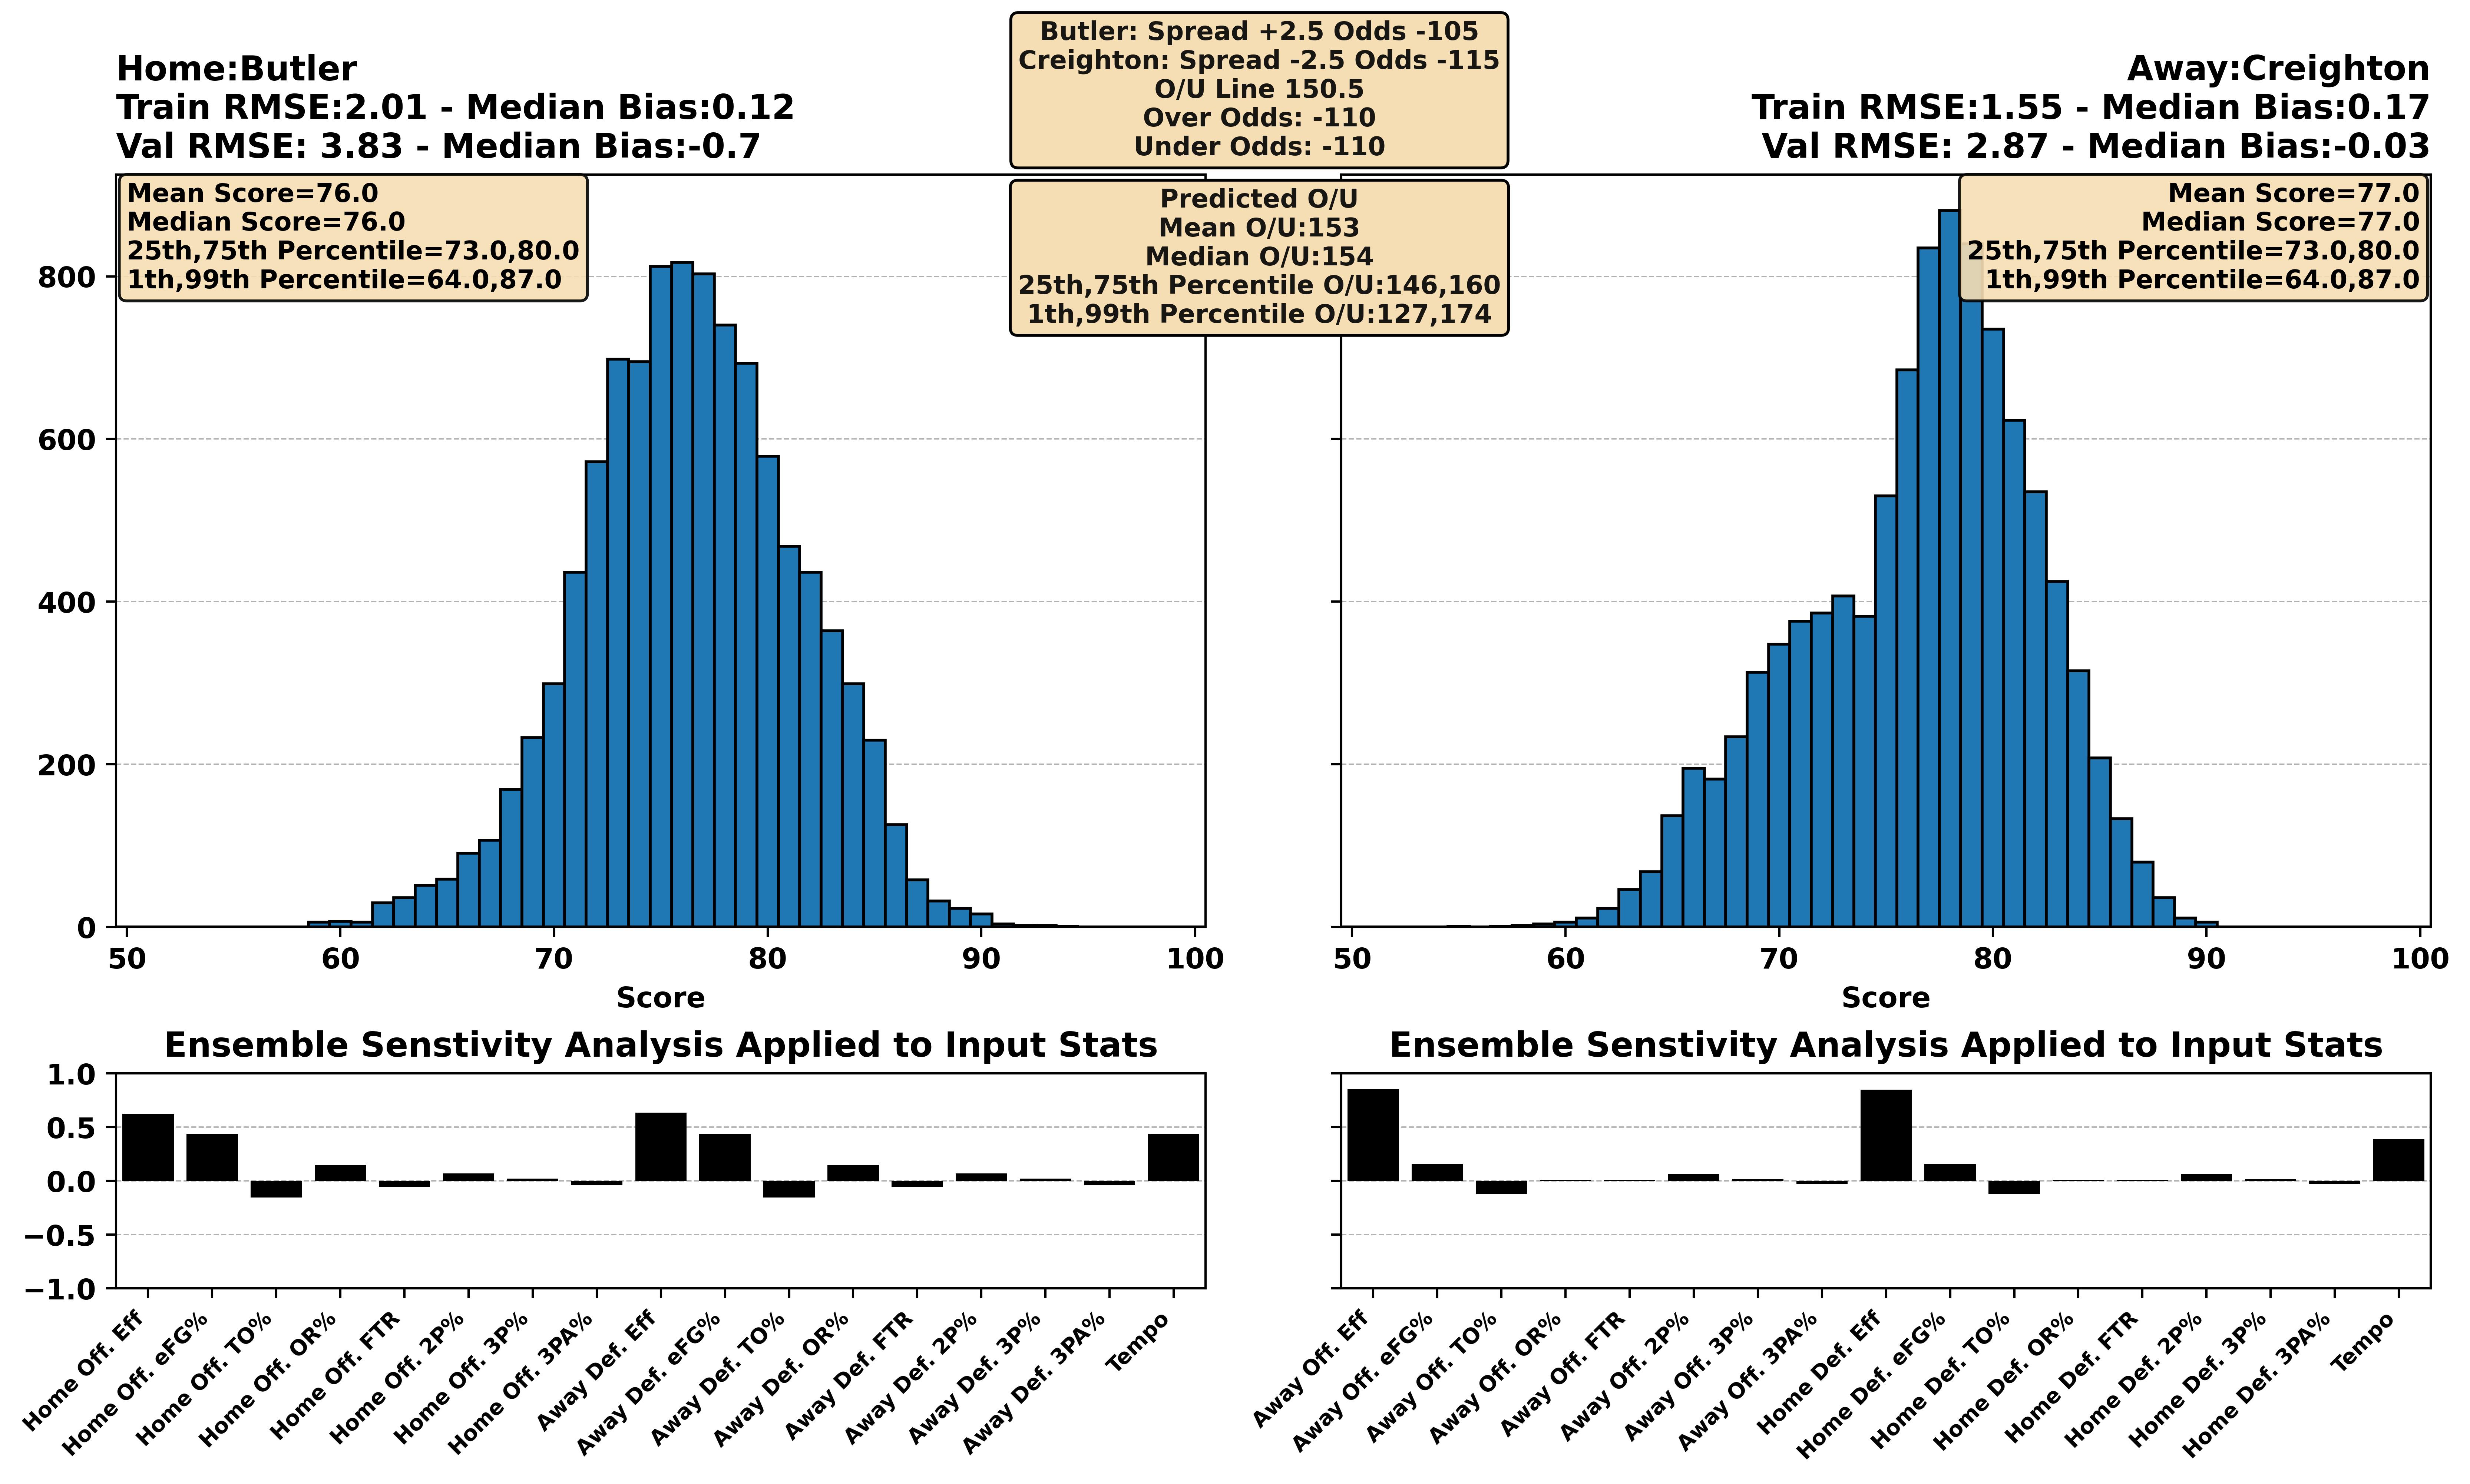 Butler: Spread +2.5 Odds -105
Creighton: Spread -2.5 Odds -115
O/U Line 150.5
Over Odds: -110
Under Odds: -110
Home:Butler
Train RMSE:2.01 - Median Bias:0.12
Val RMSE: 3.83 - Median Bias:-0.7
Away:Creighton
Train RMSE:1.55 - Median Bias:0.17
Val RMSE: 2.87 - Median Bias:-0.03
Mean Score=76.0
Median Score=76.0
25th,75th Percentile=73.0,80.0
1th,99th Percentile=64.0,87.0
Predicted O/U
Mean O/U:153
Median O/U:154
25th,75th Percentile O/U:146,160
1th,99th Percentile O/U:127,174
Mean Score=77.0
Median Score=77.0
25th,75th Percentile=73.0,80.0
1th,99th Percentile=64.0,87.0
800
600
400
200
0
50 60 70 80 90 100
Score
50 60 70 80 90 100
Score
Ensemble Senstivity Analysis Applied to Input Stats
Ensemble Senstivity Analysis Applied to Input Stats
1.0
0.5
0.0
−0.5
−1.0
Home Off. Eff
Home Off. eFG%
Home Off. TO%
Home Off. OR%
Home Off. FTR
Home Off. 2P%
Home Off. 3P%
Home Off. 3PA%
Away Def. Eff
Away Def. eFG%
Away Def. TO%
Away Def. OR%
Away Def. FTR
Away Def. 2P%
Away Def. 3P%
Away Def. 3PA%
Tempo
Away Off. Eff
Away Off. eFG%
Away Off. TO%
Away Off. OR%
Away Off. FTR
Away Off. 2P%
Away Off. 3P%
Away Off. 3PA%
Home Def. Eff
Home Def. eFG%
Home Def. TO%
Home Def. OR%
Home Def. FTR
Home Def. 2P%
Home Def. 3P%
Home Def. 3PA%
Tempo